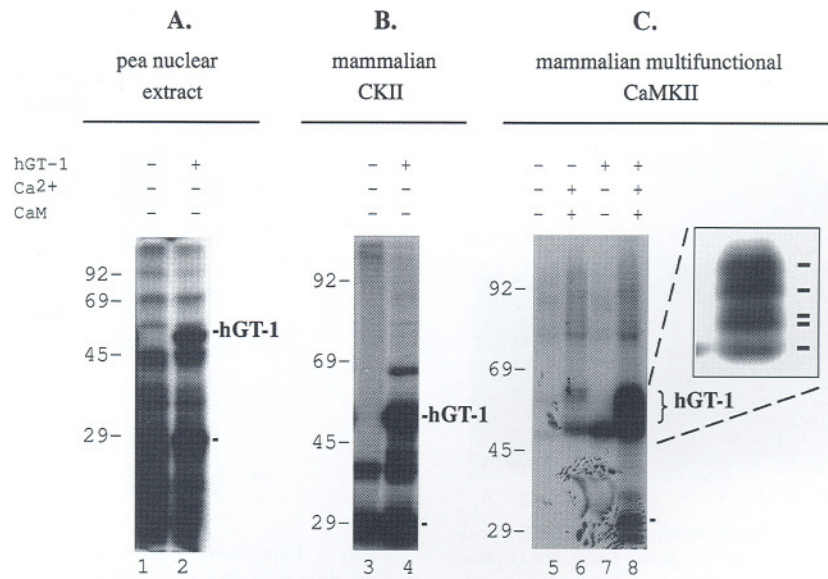 A. B. C.
pea nuclear extract
mammalian CKII
mammalian multifunctional CaMKII
hGT-1 - + - + - - + +
Ca2+ - - - - - + - +
CaM - - - - - + - +
92-
69-
45-
29-
-hGT-1
-
1 2
92-
69-
45-
29-
-hGT-1
-
3 4
92-
69-
45-
29-
} hGT-1
-
5 6 7 8